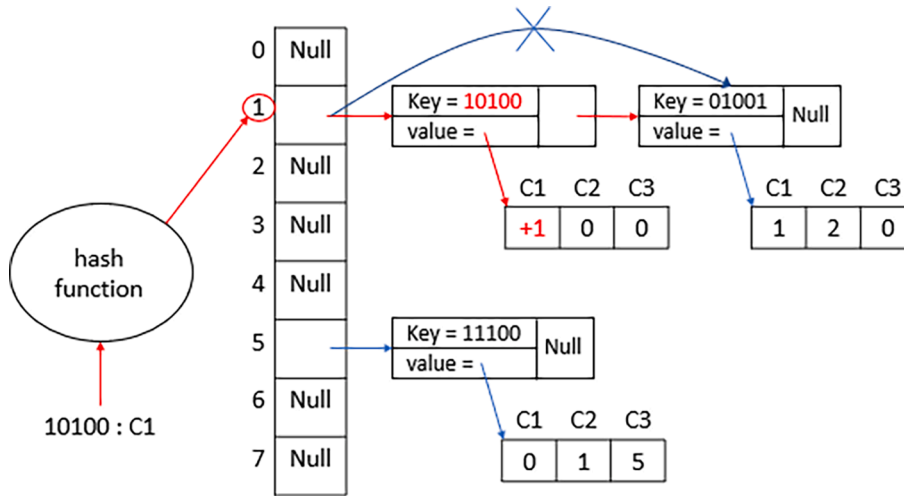 0 Null
1
Key = 10100
value =
Key = 01001
value =
Null
2 Null
C1 C2 C3
+1 0 0
C1 C2 C3
1 2 0
3 Null
hash
function
4 Null
5
Key = 11100
value =
Null
6 Null
10100 : C1
C1 C2 C3
0 1 5
7 Null